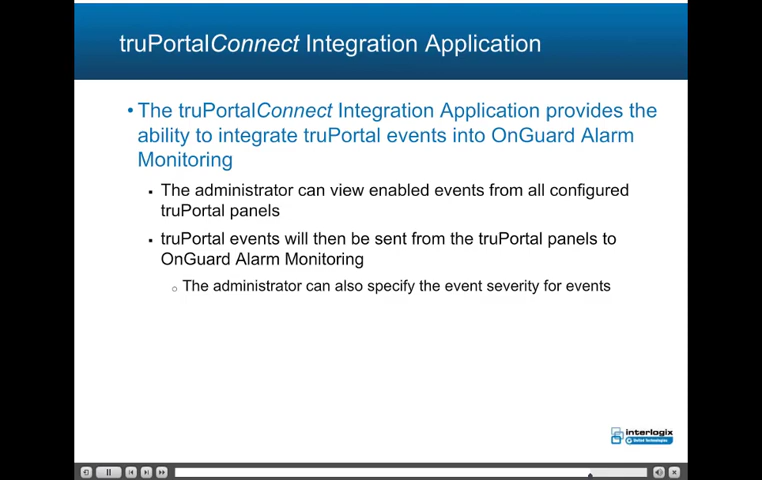 truPortalConnect Integration Application
• The truPortalConnect Integration Application provides the
ability to integrate truPortal events into OnGuard Alarm
Monitoring
▪ The administrator can view enabled events from all configured
truPortal panels
▪ truPortal events will then be sent from the truPortal panels to
OnGuard Alarm Monitoring
○ The administrator can also specify the event severity for events
interlogix
United Technologies